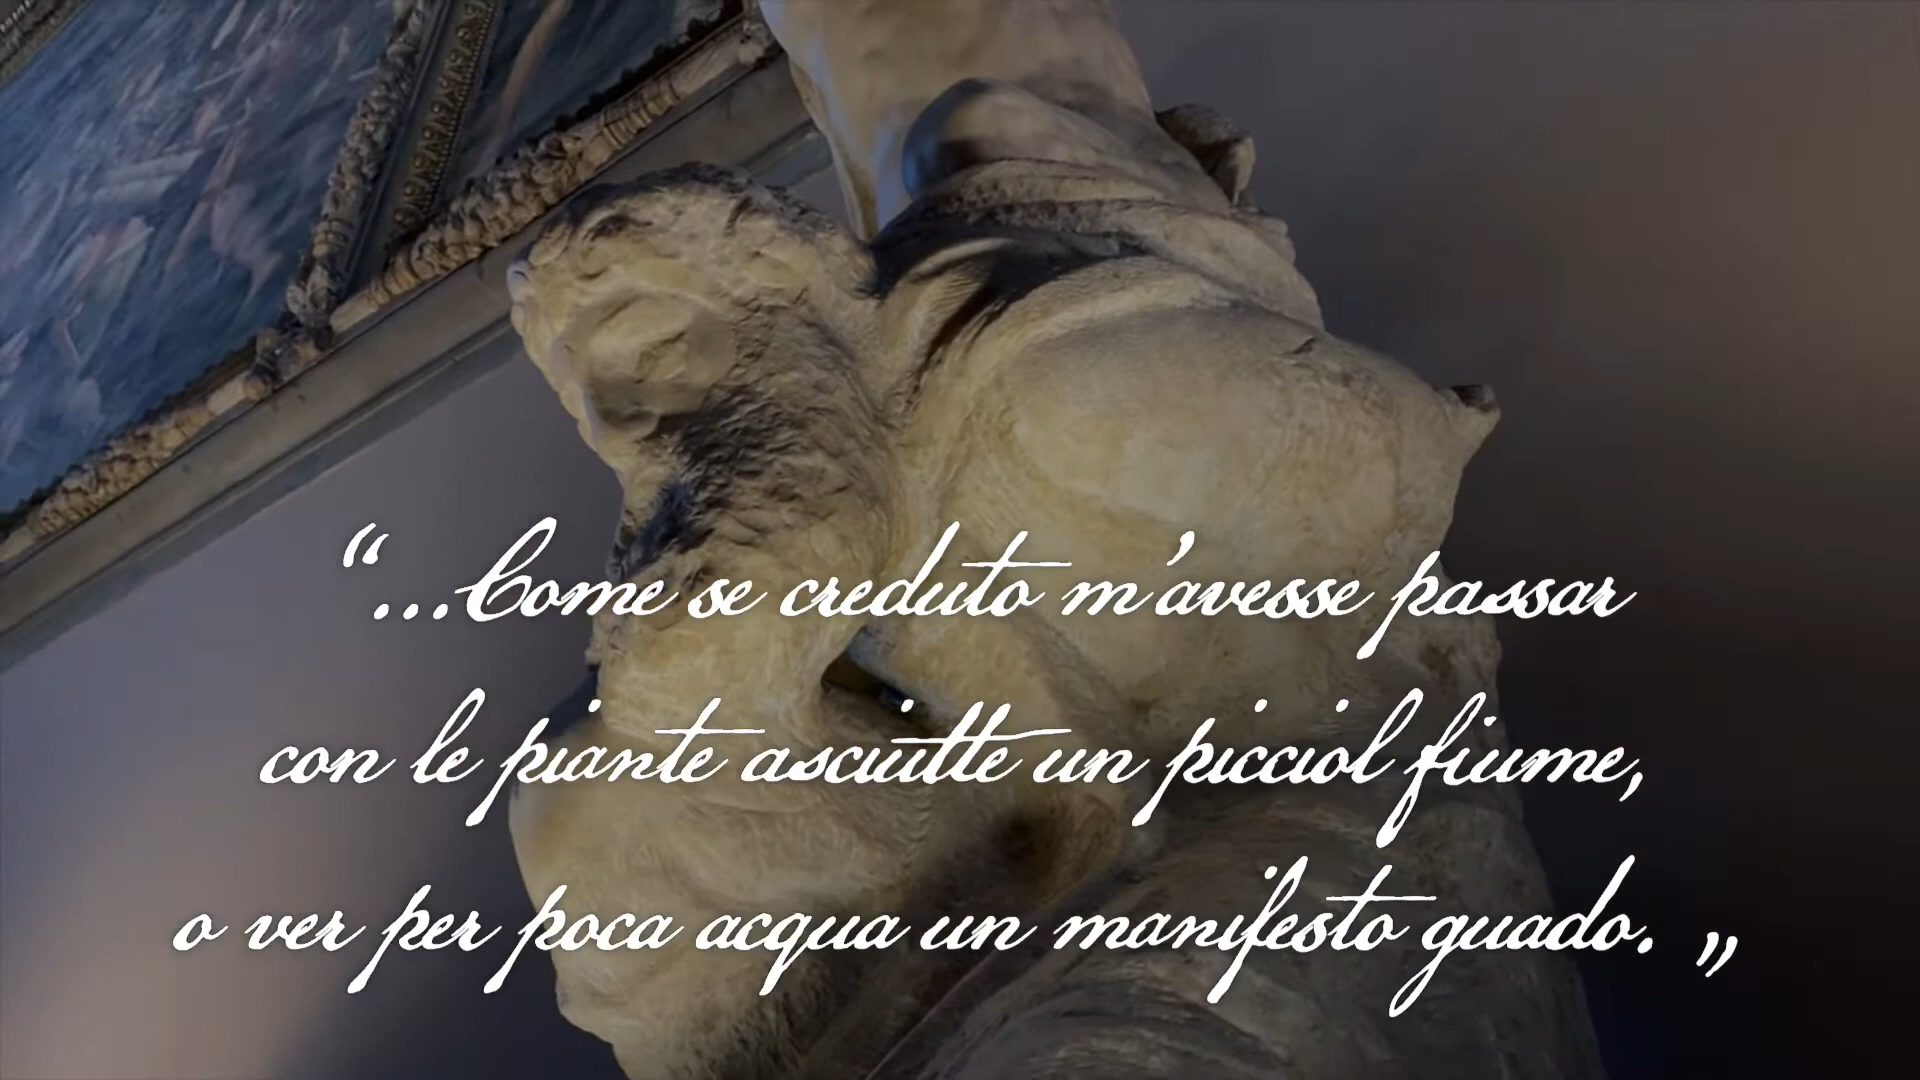 “...Come se creduto m'avesse passar
con le piante asciutte un picciol fiume,
o ver per poca acqua un manifesto guado. „